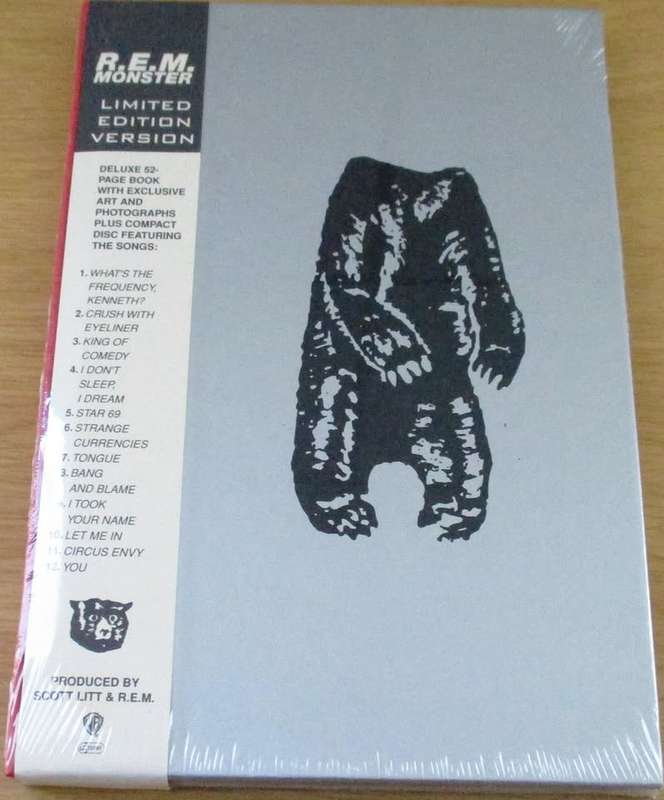 R.E.M.
MONSTER
LIMITED
EDITION
VERSION
DELUXE 52-
PAGE BOOK
WITH EXCLUSIVE
ART AND
PHOTOGRAPHS
PLUS COMPACT
DISC FEATURING
THE SONGS:
1. WHAT'S THE
FREQUENCY,
KENNETH?
2. CRUSH WITH
EYELINER
3. KING OF
COMEDY
4. I DON'T
SLEEP,
I DREAM
5. STAR 69
6. STRANGE
CURRENCIES
7. TONGUE
8. BANG
AND BLAME
9. I TOOK
YOUR NAME
10. LET ME IN
11. CIRCUS ENVY
12. YOU
PRODUCED BY
SCOTT LITT & R.E.M.